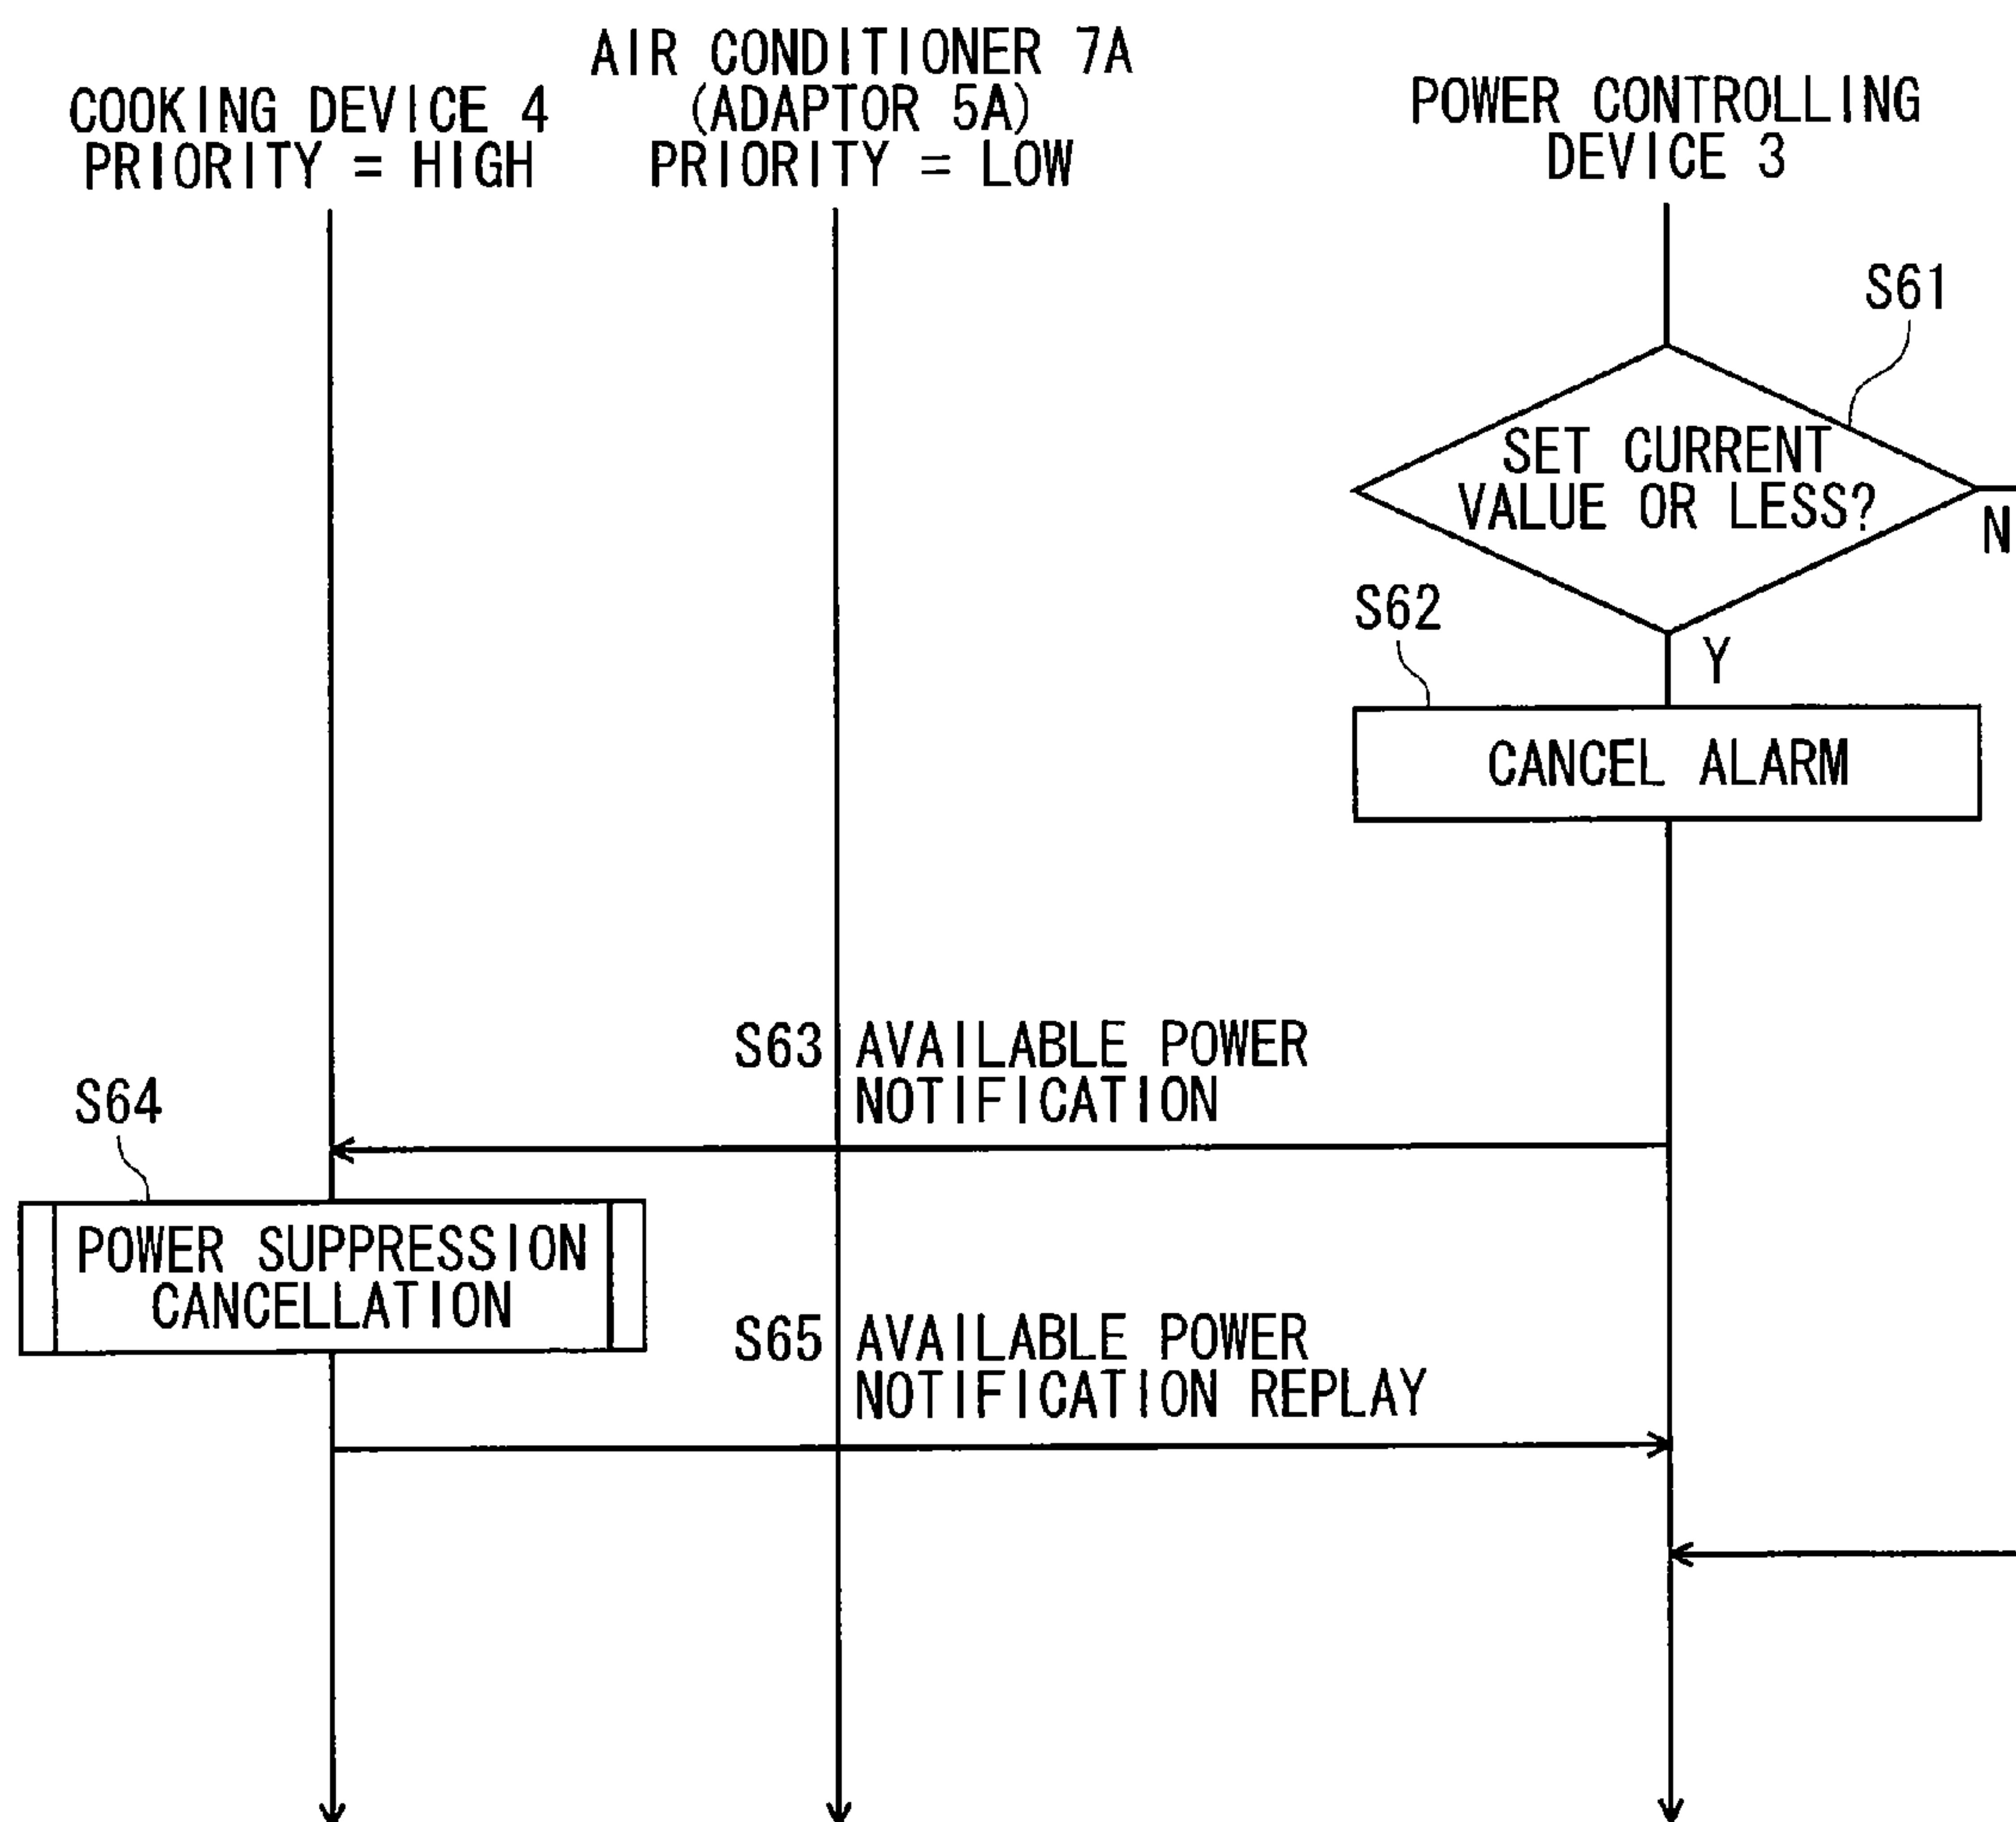 COOKING DEVICE 4
PRIORITY = HIGH
AIR CONDITIONER 7A
(ADAPTOR 5A)
PRIORITY = LOW
POWER CONTROLLING
DEVICE 3
S61
SET CURRENT
VALUE OR LESS?
N
S62
Y
CANCEL ALARM
S63 AVAILABLE POWER
NOTIFICATION
S64
POWER SUPPRESSION
CANCELLATION
S65 AVAILABLE POWER
NOTIFICATION REPLAY